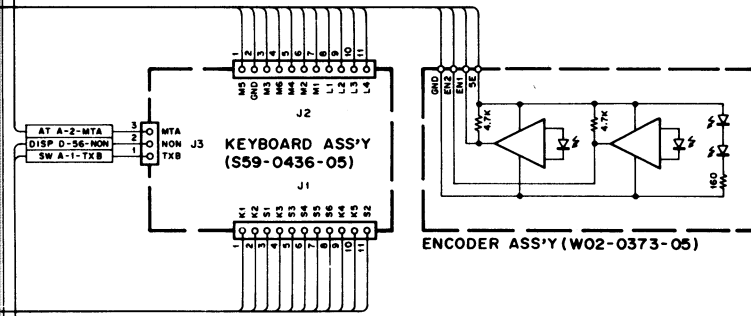 1 2 3 4 5 6 7 8 9 10 11
M5 GND M3 M6 M4 M2 M1 L1 L2 L3 L4
J2
AT A-2-MTA 3 MTA
DISP D-56-NON 2 NON
SW A-1-TXB 1 TXB
J3
KEYBOARD ASS'Y
(S59-0436-05)
J1
K1 K2 S1 K3 S3 S4 S5 S6 K4 K5 S2
1 2 3 4 5 6 7 8 9 10 11
GND EN2 EN1 5E
4.7K
4.7K
160
ENCODER ASS'Y (W02-0373-05)